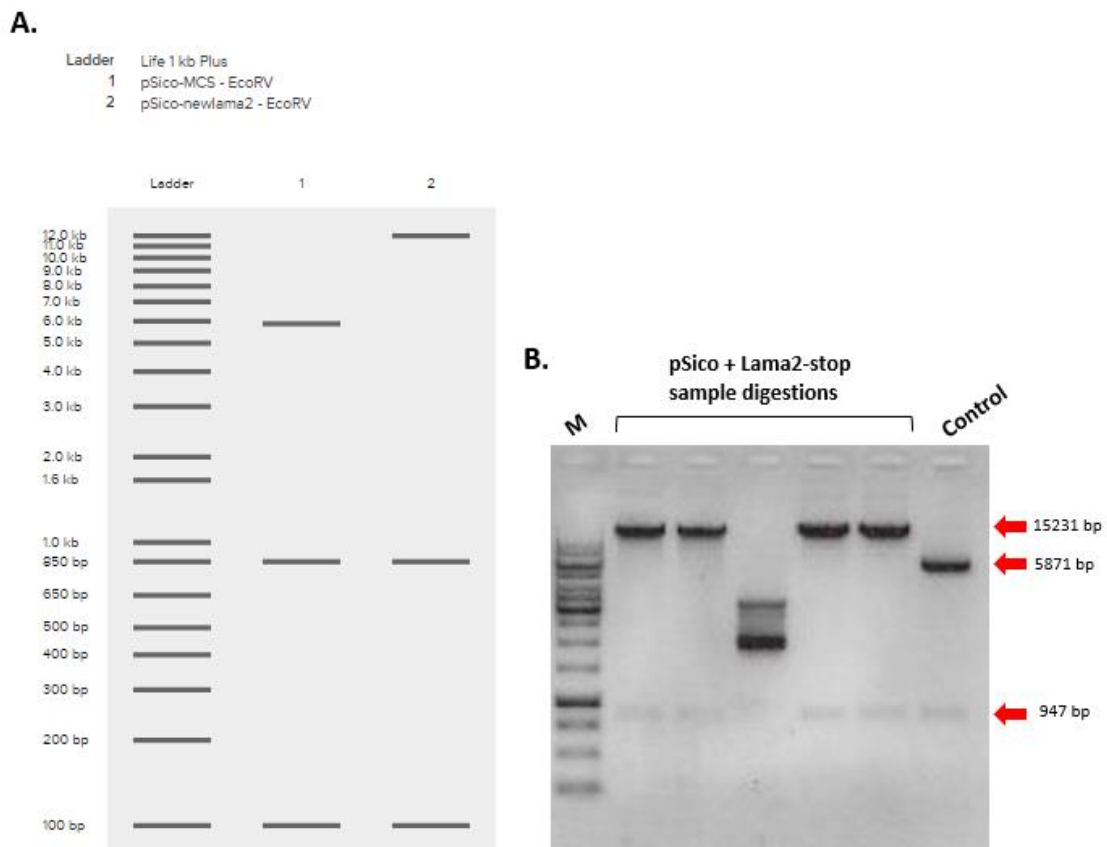 A.
Ladder Life 1 kb Plus
1 pSico-MCS - EcoRV
2 pSico-newlama2 - EcoRV
Ladder 1 2
12.0 kb
11.0 kb
10.0 kb
9.0 kb
8.0 kb
7.0 kb
6.0 kb
5.0 kb
4.0 kb
3.0 kb
2.0 kb
1.6 kb
1.0 kb
850 bp
650 bp
500 bp
400 bp
300 bp
200 bp
100 bp
B.
pSico + Lama2-stop
sample digestions
M
Control
15231 bp
5871 bp
947 bp